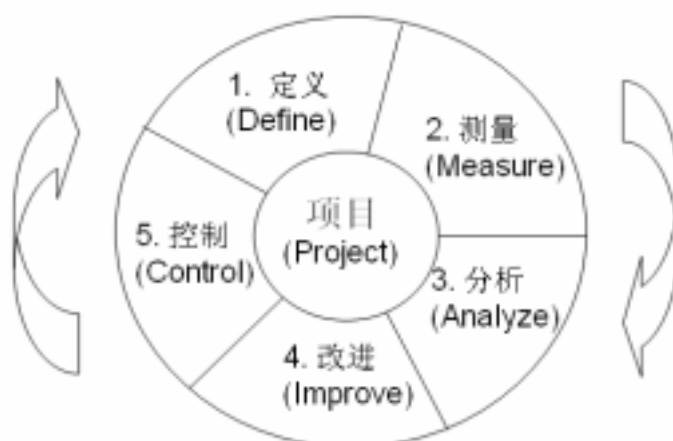 1. 定义
(Define)
2. 测量
(Measure)
项目
(Project)
3. 分析
(Analyze)
4. 改进
(Improve)
5. 控制
(Control)